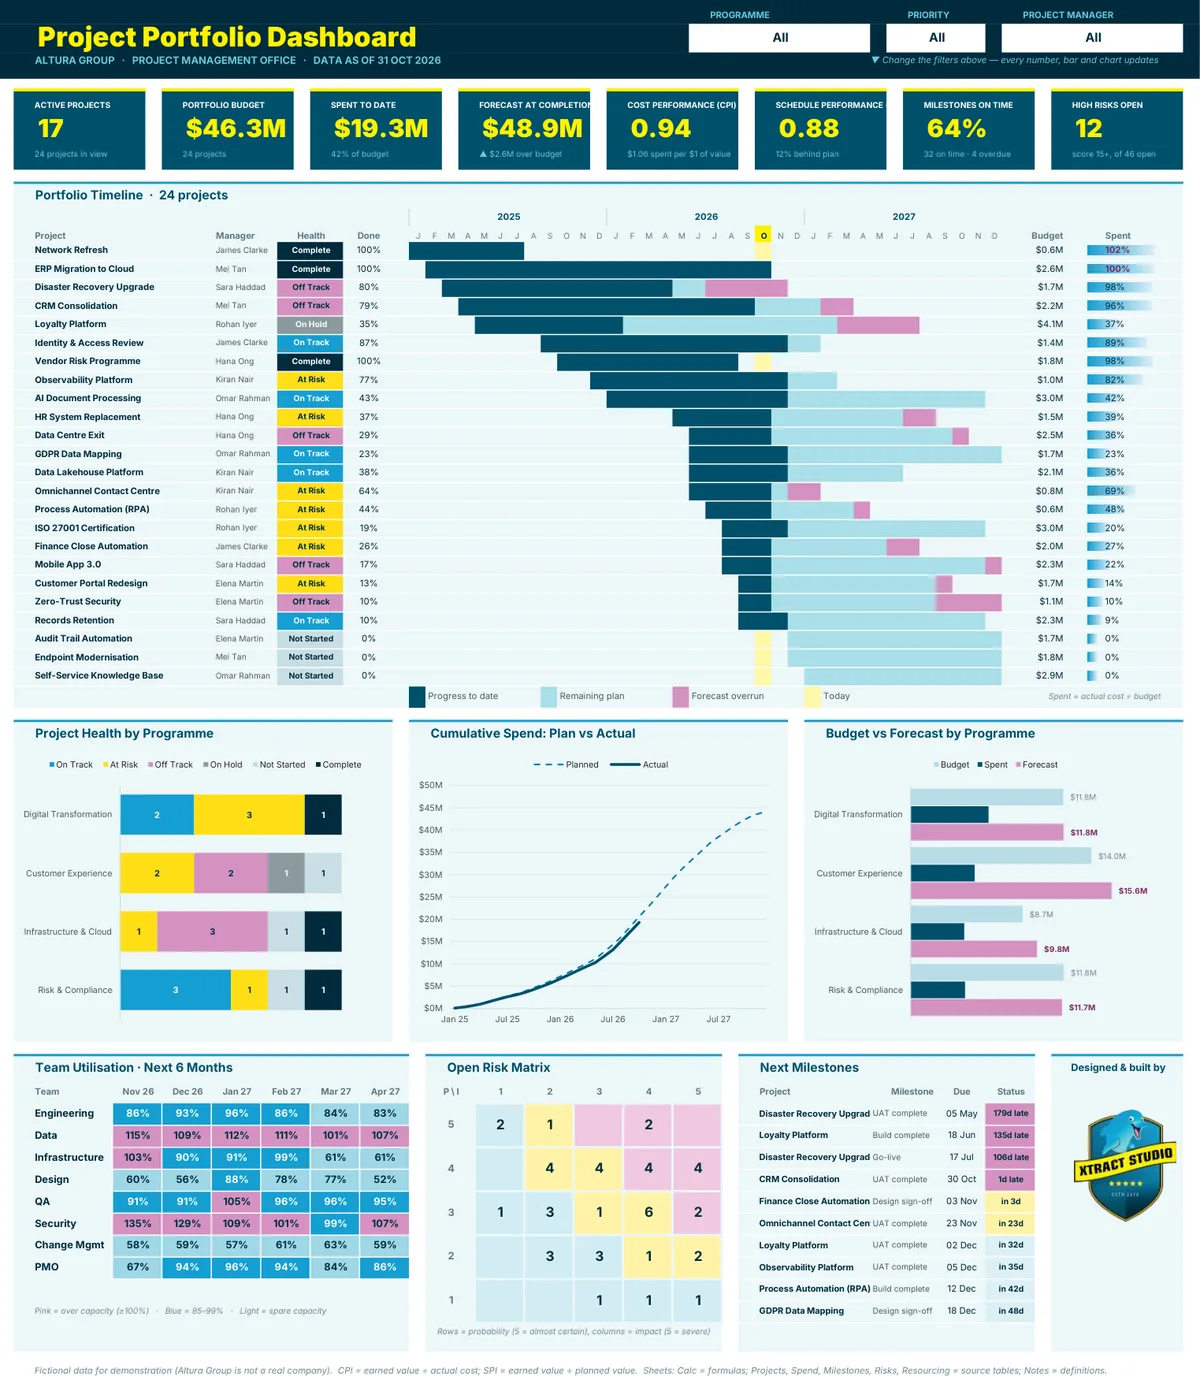 PROGRAMME PRIORITY PROJECT MANAGER
Project Portfolio Dashboard
All All All
ALTURA GROUP · PROJECT MANAGEMENT OFFICE · DATA AS OF 31 OCT 2026
▼ Change the filters above — every number, bar and chart updates
ACTIVE PROJECTS
17
24 projects in view
PORTFOLIO BUDGET
$46.3M
24 projects
SPENT TO DATE
$19.3M
42% of budget
FORECAST AT COMPLETION
$48.9M
▲ $2.6M over budget
COST PERFORMANCE (CPI)
0.94
$1.06 spent per $1 of value
SCHEDULE PERFORMANCE
0.88
12% behind plan
MILESTONES ON TIME
64%
32 on time · 4 overdue
HIGH RISKS OPEN
12
score 15+, of 46 open
Portfolio Timeline · 24 projects
2025 2026 2027
Project Manager Health Done J F M A M J J A S O N D J F M A M J J A S O N D J F M A M J J A S O N D Budget Spent
Network Refresh James Clarke Complete 100% $0.6M 102%
ERP Migration to Cloud Mei Tan Complete 100% $2.6M 100%
Disaster Recovery Upgrade Sara Haddad Off Track 80% $1.7M 98%
CRM Consolidation Mei Tan Off Track 79% $2.2M 96%
Loyalty Platform Rohan Iyer On Hold 35% $4.1M 37%
Identity & Access Review James Clarke On Track 87% $1.4M 89%
Vendor Risk Programme Hana Ong Complete 100% $1.8M 98%
Observability Platform Kiran Nair At Risk 77% $1.0M 82%
AI Document Processing Omar Rahman On Track 43% $3.0M 42%
HR System Replacement Hana Ong At Risk 37% $1.5M 39%
Data Centre Exit Hana Ong Off Track 29% $2.5M 36%
GDPR Data Mapping Omar Rahman On Track 23% $1.7M 23%
Data Lakehouse Platform Kiran Nair On Track 38% $2.1M 36%
Omnichannel Contact Centre Kiran Nair At Risk 64% $0.8M 69%
Process Automation (RPA) Rohan Iyer At Risk 44% $0.6M 48%
ISO 27001 Certification Rohan Iyer At Risk 19% $3.0M 20%
Finance Close Automation James Clarke At Risk 26% $2.0M 27%
Mobile App 3.0 Sara Haddad Off Track 17% $2.3M 22%
Customer Portal Redesign Elena Martin At Risk 13% $1.7M 14%
Zero-Trust Security Elena Martin Off Track 10% $1.1M 10%
Records Retention Sara Haddad On Track 10% $2.3M 9%
Audit Trail Automation Elena Martin Not Started 0% $1.7M 0%
Endpoint Modernisation Mei Tan Not Started 0% $1.8M 0%
Self-Service Knowledge Base Omar Rahman Not Started 0% $2.9M 0%
Progress to date Remaining plan Forecast overrun Today Spent = actual cost ÷ budget
Project Health by Programme
On Track At Risk Off Track On Hold Not Started Complete
Digital Transformation 2 3 1
Customer Experience 2 2 1 1
Infrastructure & Cloud 1 3 1 1
Risk & Compliance 3 1 1 1
Cumulative Spend: Plan vs Actual
Planned Actual
$50M
$45M
$40M
$35M
$30M
$25M
$20M
$15M
$10M
$5M
$0M
Jan 25 Jul 25 Jan 26 Jul 26 Jan 27 Jul 27
Budget vs Forecast by Programme
Budget Spent Forecast
$11.8M
Digital Transformation
$11.8M
$14.0M
Customer Experience
$15.6M
$8.7M
Infrastructure & Cloud
$9.8M
$11.8M
Risk & Compliance
$11.7M
Team Utilisation · Next 6 Months
Team Nov 26 Dec 26 Jan 27 Feb 27 Mar 27 Apr 27
Engineering 86% 93% 96% 86% 84% 83%
Data 115% 109% 112% 111% 101% 107%
Infrastructure 103% 90% 91% 99% 61% 61%
Design 60% 56% 88% 78% 77% 52%
QA 91% 91% 105% 96% 96% 95%
Security 135% 129% 109% 101% 99% 107%
Change Mgmt 58% 59% 57% 61% 63% 59%
PMO 67% 94% 96% 94% 84% 86%
Pink = over capacity (≥100%) · Blue = 85–99% · Light = spare capacity
Open Risk Matrix
P \ I 1 2 3 4 5
5 2 1 2
4 4 4 4 4
3 1 3 1 6 2
2 3 3 1 2
1 1 1 1
Rows = probability (5 = almost certain), columns = impact (5 = severe)
Next Milestones
Project Milestone Due Status
Disaster Recovery Upgrad UAT complete 05 May 179d late
Loyalty Platform Build complete 18 Jun 135d late
Disaster Recovery Upgrad Go-live 17 Jul 106d late
CRM Consolidation UAT complete 30 Oct 1d late
Finance Close Automation Design sign-off 03 Nov in 3d
Omnichannel Contact Cen UAT complete 23 Nov in 23d
Loyalty Platform UAT complete 02 Dec in 32d
Observability Platform UAT complete 05 Dec in 35d
Process Automation (RPA) Build complete 12 Dec in 42d
GDPR Data Mapping Design sign-off 18 Dec in 48d
Designed & built by
XTRACT STUDIO
Fictional data for demonstration (Altura Group is not a real company). CPI = earned value ÷ actual cost; SPI = earned value ÷ planned value. Sheets: Calc = formulas; Projects, Spend, Milestones, Risks, Resourcing = source tables; Notes = definitions.